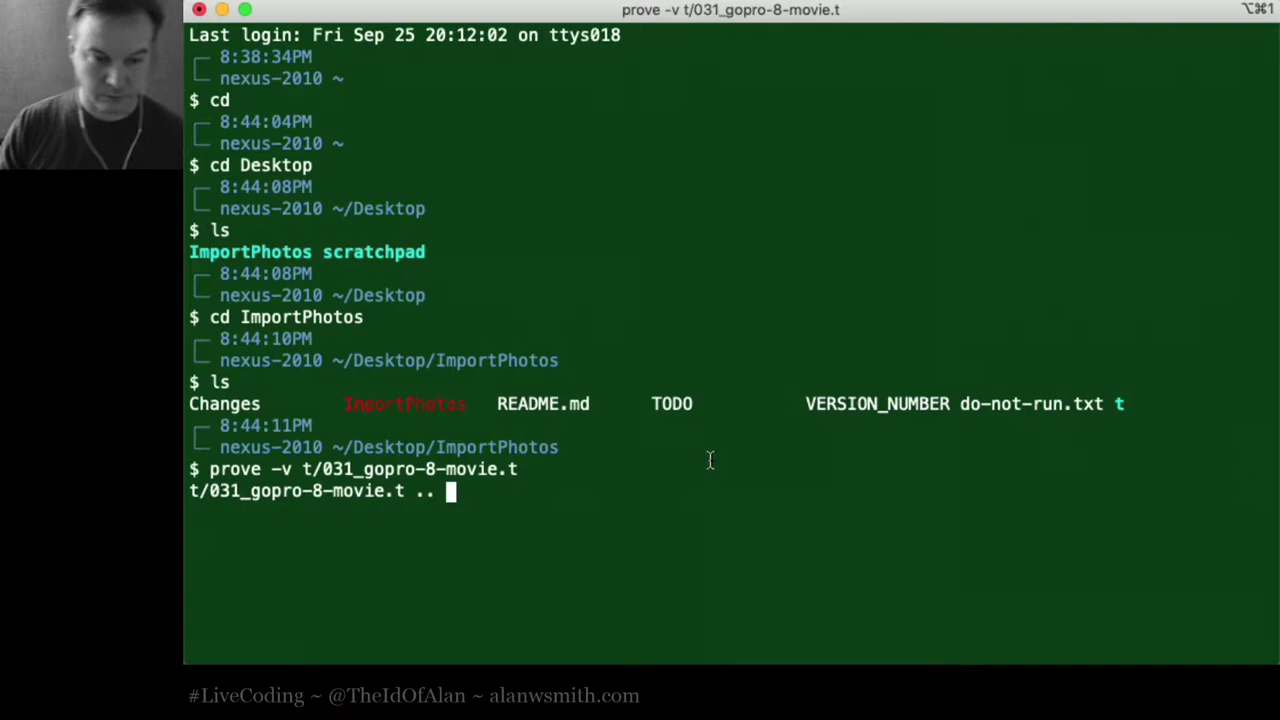 prove -v t/031_gopro-8-movie.t
⌥⌘1
Last login: Fri Sep 25 20:12:02 on ttys018
8:38:34PM
nexus-2010 ~
$ cd
8:44:04PM
nexus-2010 ~
$ cd Desktop
8:44:08PM
nexus-2010 ~/Desktop
$ ls
ImportPhotos scratchpad
8:44:08PM
nexus-2010 ~/Desktop
$ cd ImportPhotos
8:44:10PM
nexus-2010 ~/Desktop/ImportPhotos
$ ls
Changes ImportPhotos README.md TODO VERSION_NUMBER do-not-run.txt t
8:44:11PM
nexus-2010 ~/Desktop/ImportPhotos
$ prove -v t/031_gopro-8-movie.t
t/031_gopro-8-movie.t ..
#LiveCoding ~ @TheIdOfAlan ~ alanwsmith.com